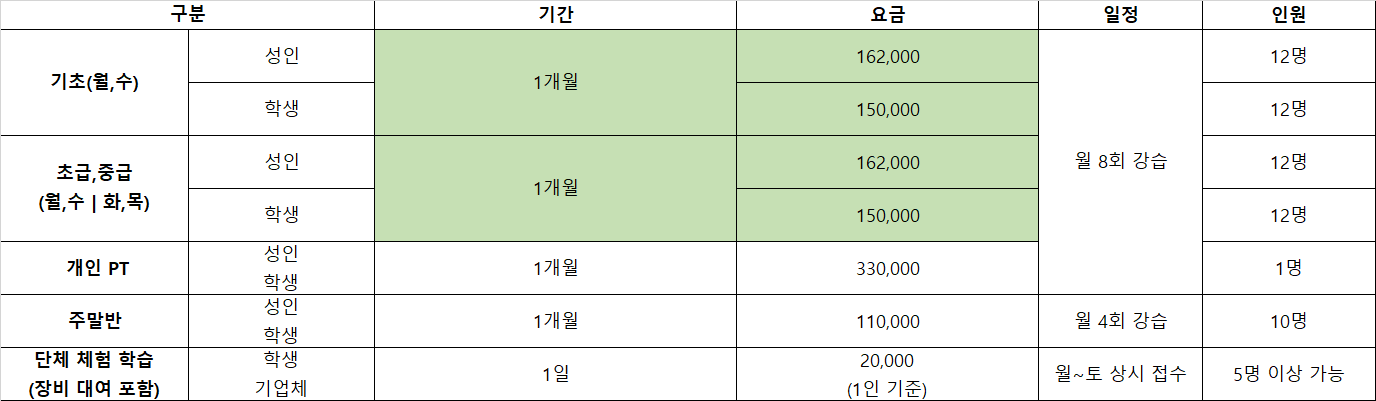 구분 기간 요금 일정 인원
기초(월,수) 성인 1개월 162,000 월 8회 강습 12명
학생 150,000 12명
초급,중급
(월,수 | 화,목) 성인 1개월 162,000 12명
학생 150,000 12명
개인 PT 성인
학생 1개월 330,000 1명
주말반 성인
학생 1개월 110,000 월 4회 강습 10명
단체 체험 학습
(장비 대여 포함) 학생
기업체 1일 20,000
(1인 기준) 월~토 상시 접수 5명 이상 가능